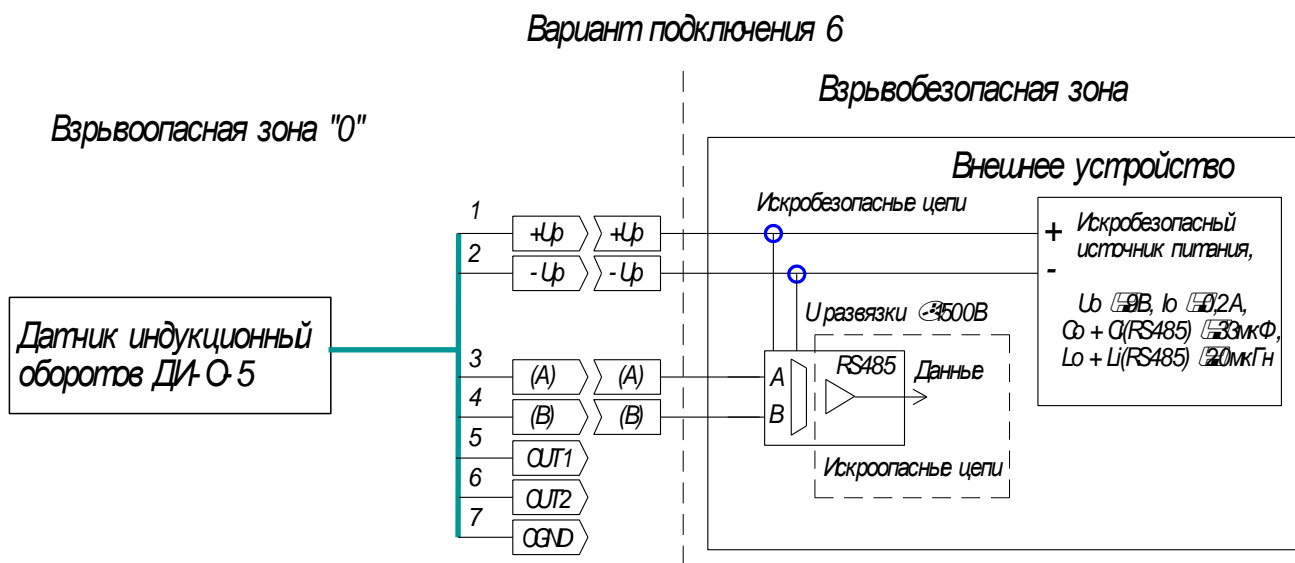 Вариант подключения 6
Взрывоопасная зона "0"
Взрывобезопасная зона
Внешнее устройство
Искробезопасные цепи
1
+Up
+Up
2
-Up
-Up
+
-
Искробезопасный
источник питания,
Uo 9В, Io 0,2А,
Co + Ci(RS485) 33мкФ,
Lo + Li(RS485) 20мкГн
U развязки 1500В
Датчик индукционный
оборотов ДИ-О-5
3
(A)
(A)
4
(B)
(B)
A
B
RS485
Данные
Искроопасные цепи
5
OUT1
6
OUT2
7
OGND